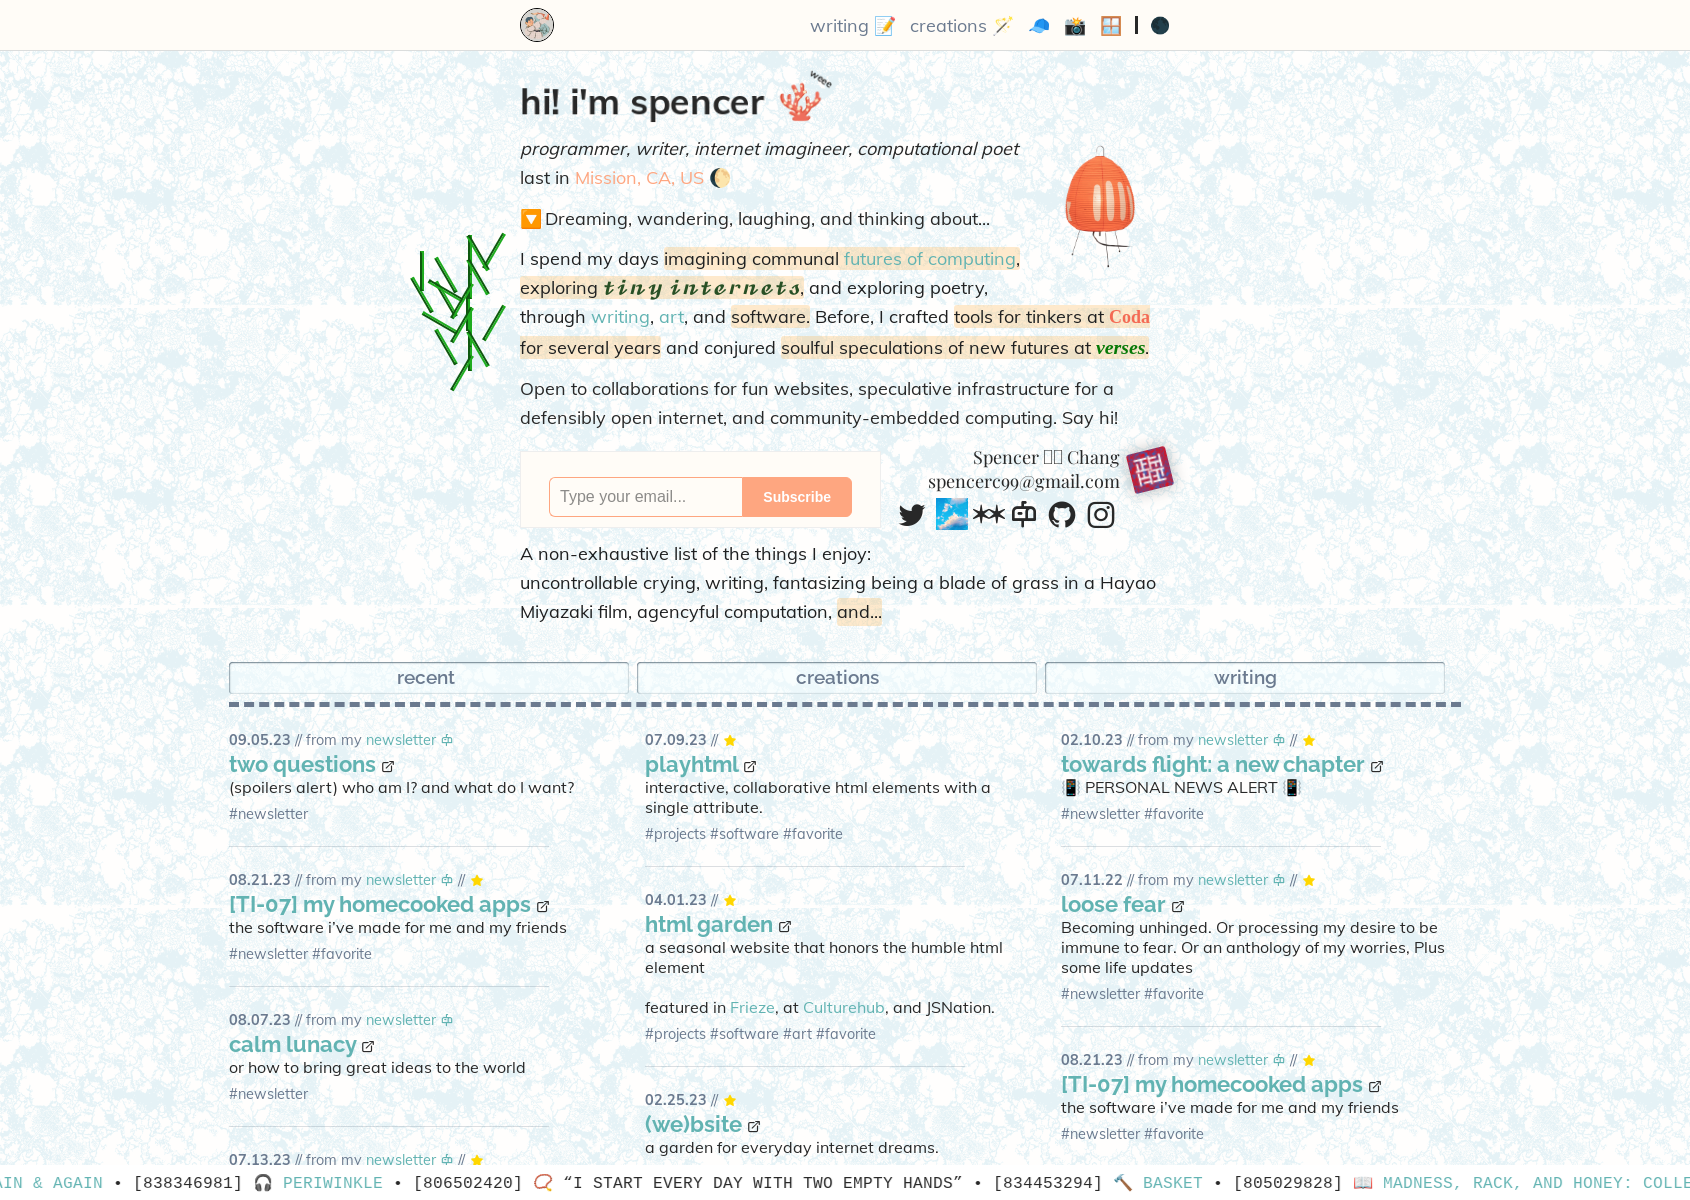 writing 📝 creations 🪄 🧢 📸 🪟 | 🌑
hi! i'm spencer
weee
programmer, writer, internet imagineer, computational poet
last in Mission, CA, US 🌔
🔽 Dreaming, wandering, laughing, and thinking about...
I spend my days imagining communal futures of computing,
exploring tiny internets, and exploring poetry,
through writing, art, and software. Before, I crafted tools for tinkers at Coda
for several years and conjured soulful speculations of new futures at verses.
Open to collaborations for fun websites, speculative infrastructure for a
defensibly open internet, and community-embedded computing. Say hi!
Type your email...
Subscribe
Spencer Chang
spencerc99@gmail.com
A non-exhaustive list of the things I enjoy:
uncontrollable crying, writing, fantasizing being a blade of grass in a Hayao
Miyazaki film, agencyful computation, and...
recent
creations
writing
09.05.23 // from my newsletter
two questions
(spoilers alert) who am I? and what do I want?
#newsletter
08.21.23 // from my newsletter // ⭐
[TI-07] my homecooked apps
the software i've made for me and my friends
#newsletter #favorite
08.07.23 // from my newsletter
calm lunacy
or how to bring great ideas to the world
#newsletter
07.13.23 // from my newsletter // ⭐
07.09.23 // ⭐
playhtml
interactive, collaborative html elements with a
single attribute.
#projects #software #favorite
04.01.23 // ⭐
html garden
a seasonal website that honors the humble html
element
featured in Frieze, at Culturehub, and JSNation.
#projects #software #art #favorite
02.25.23 // ⭐
(we)bsite
a garden for everyday internet dreams.
02.10.23 // from my newsletter // ⭐
towards flight: a new chapter
📳 PERSONAL NEWS ALERT 📳
#newsletter #favorite
07.11.22 // from my newsletter // ⭐
loose fear
Becoming unhinged. Or processing my desire to be
immune to fear. Or an anthology of my worries, Plus
some life updates
#newsletter #favorite
08.21.23 // from my newsletter // ⭐
[TI-07] my homecooked apps
the software i've made for me and my friends
#newsletter #favorite
AIN & AGAIN • [838346981] 🎧 PERIWINKLE • [806502420] 📿 “I START EVERY DAY WITH TWO EMPTY HANDS” • [834453294] 🔨 BASKET • [805029828] 📖 MADNESS, RACK, AND HONEY: COLLE